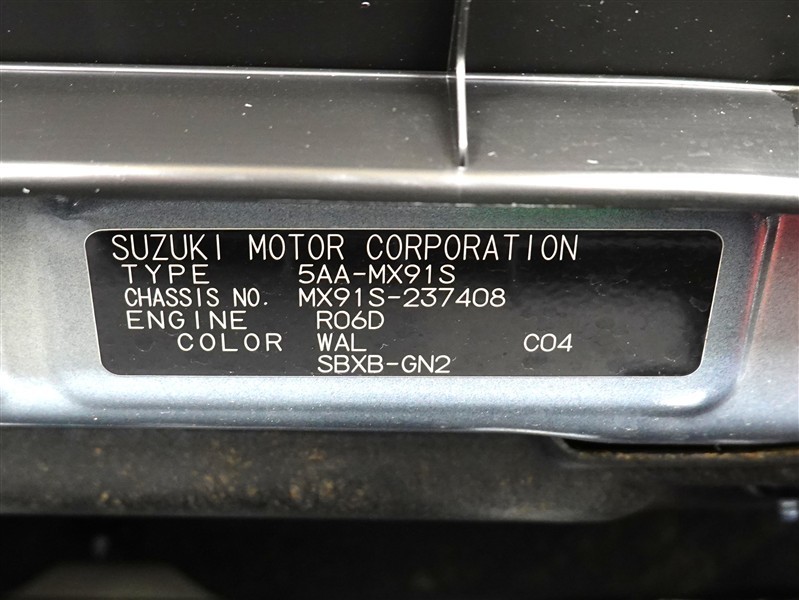 SUZUKI MOTOR CORPORATION
TYPE 5AA-MX91S
CHASSIS NO. MX91S-237408
ENGINE R06D
COLOR WAL C04
SBXB-GN2